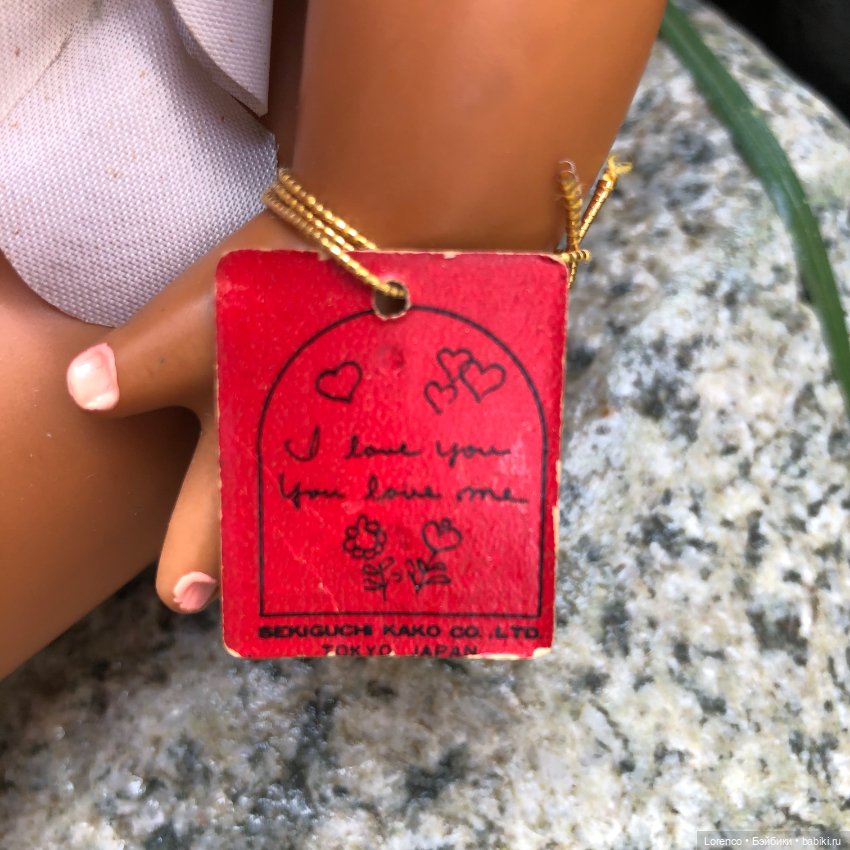 I love you
You love me
SEKIGUCHI KAKO CO.,LTD.
TOKYO JAPAN
Lorenco • Бэйбики • babiki.ru